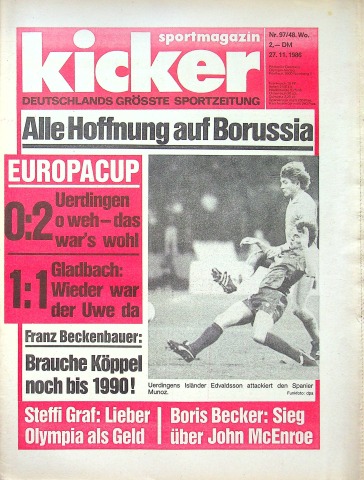 sportmagazin
kicker
DEUTSCHLANDS GRÖSSTE SPORTZEITUNG
Nr. 97/48. Wo.
2,— DM
27. 11. 1986
Alle Hoffnung auf Borussia
EUROPACUP
0:2 Uerdingen
o weh – das
war's wohl
1:1 Gladbach:
Wieder war
der Uwe da
Franz Beckenbauer:
Brauche Köppel
noch bis 1990!
Uerdingens Isländer Edvaldsson attackiert den Spanier
Munoz.
Funkfoto: dpa
Steffi Graf: Lieber
Olympia als Geld
Boris Becker: Sieg
über John McEnroe